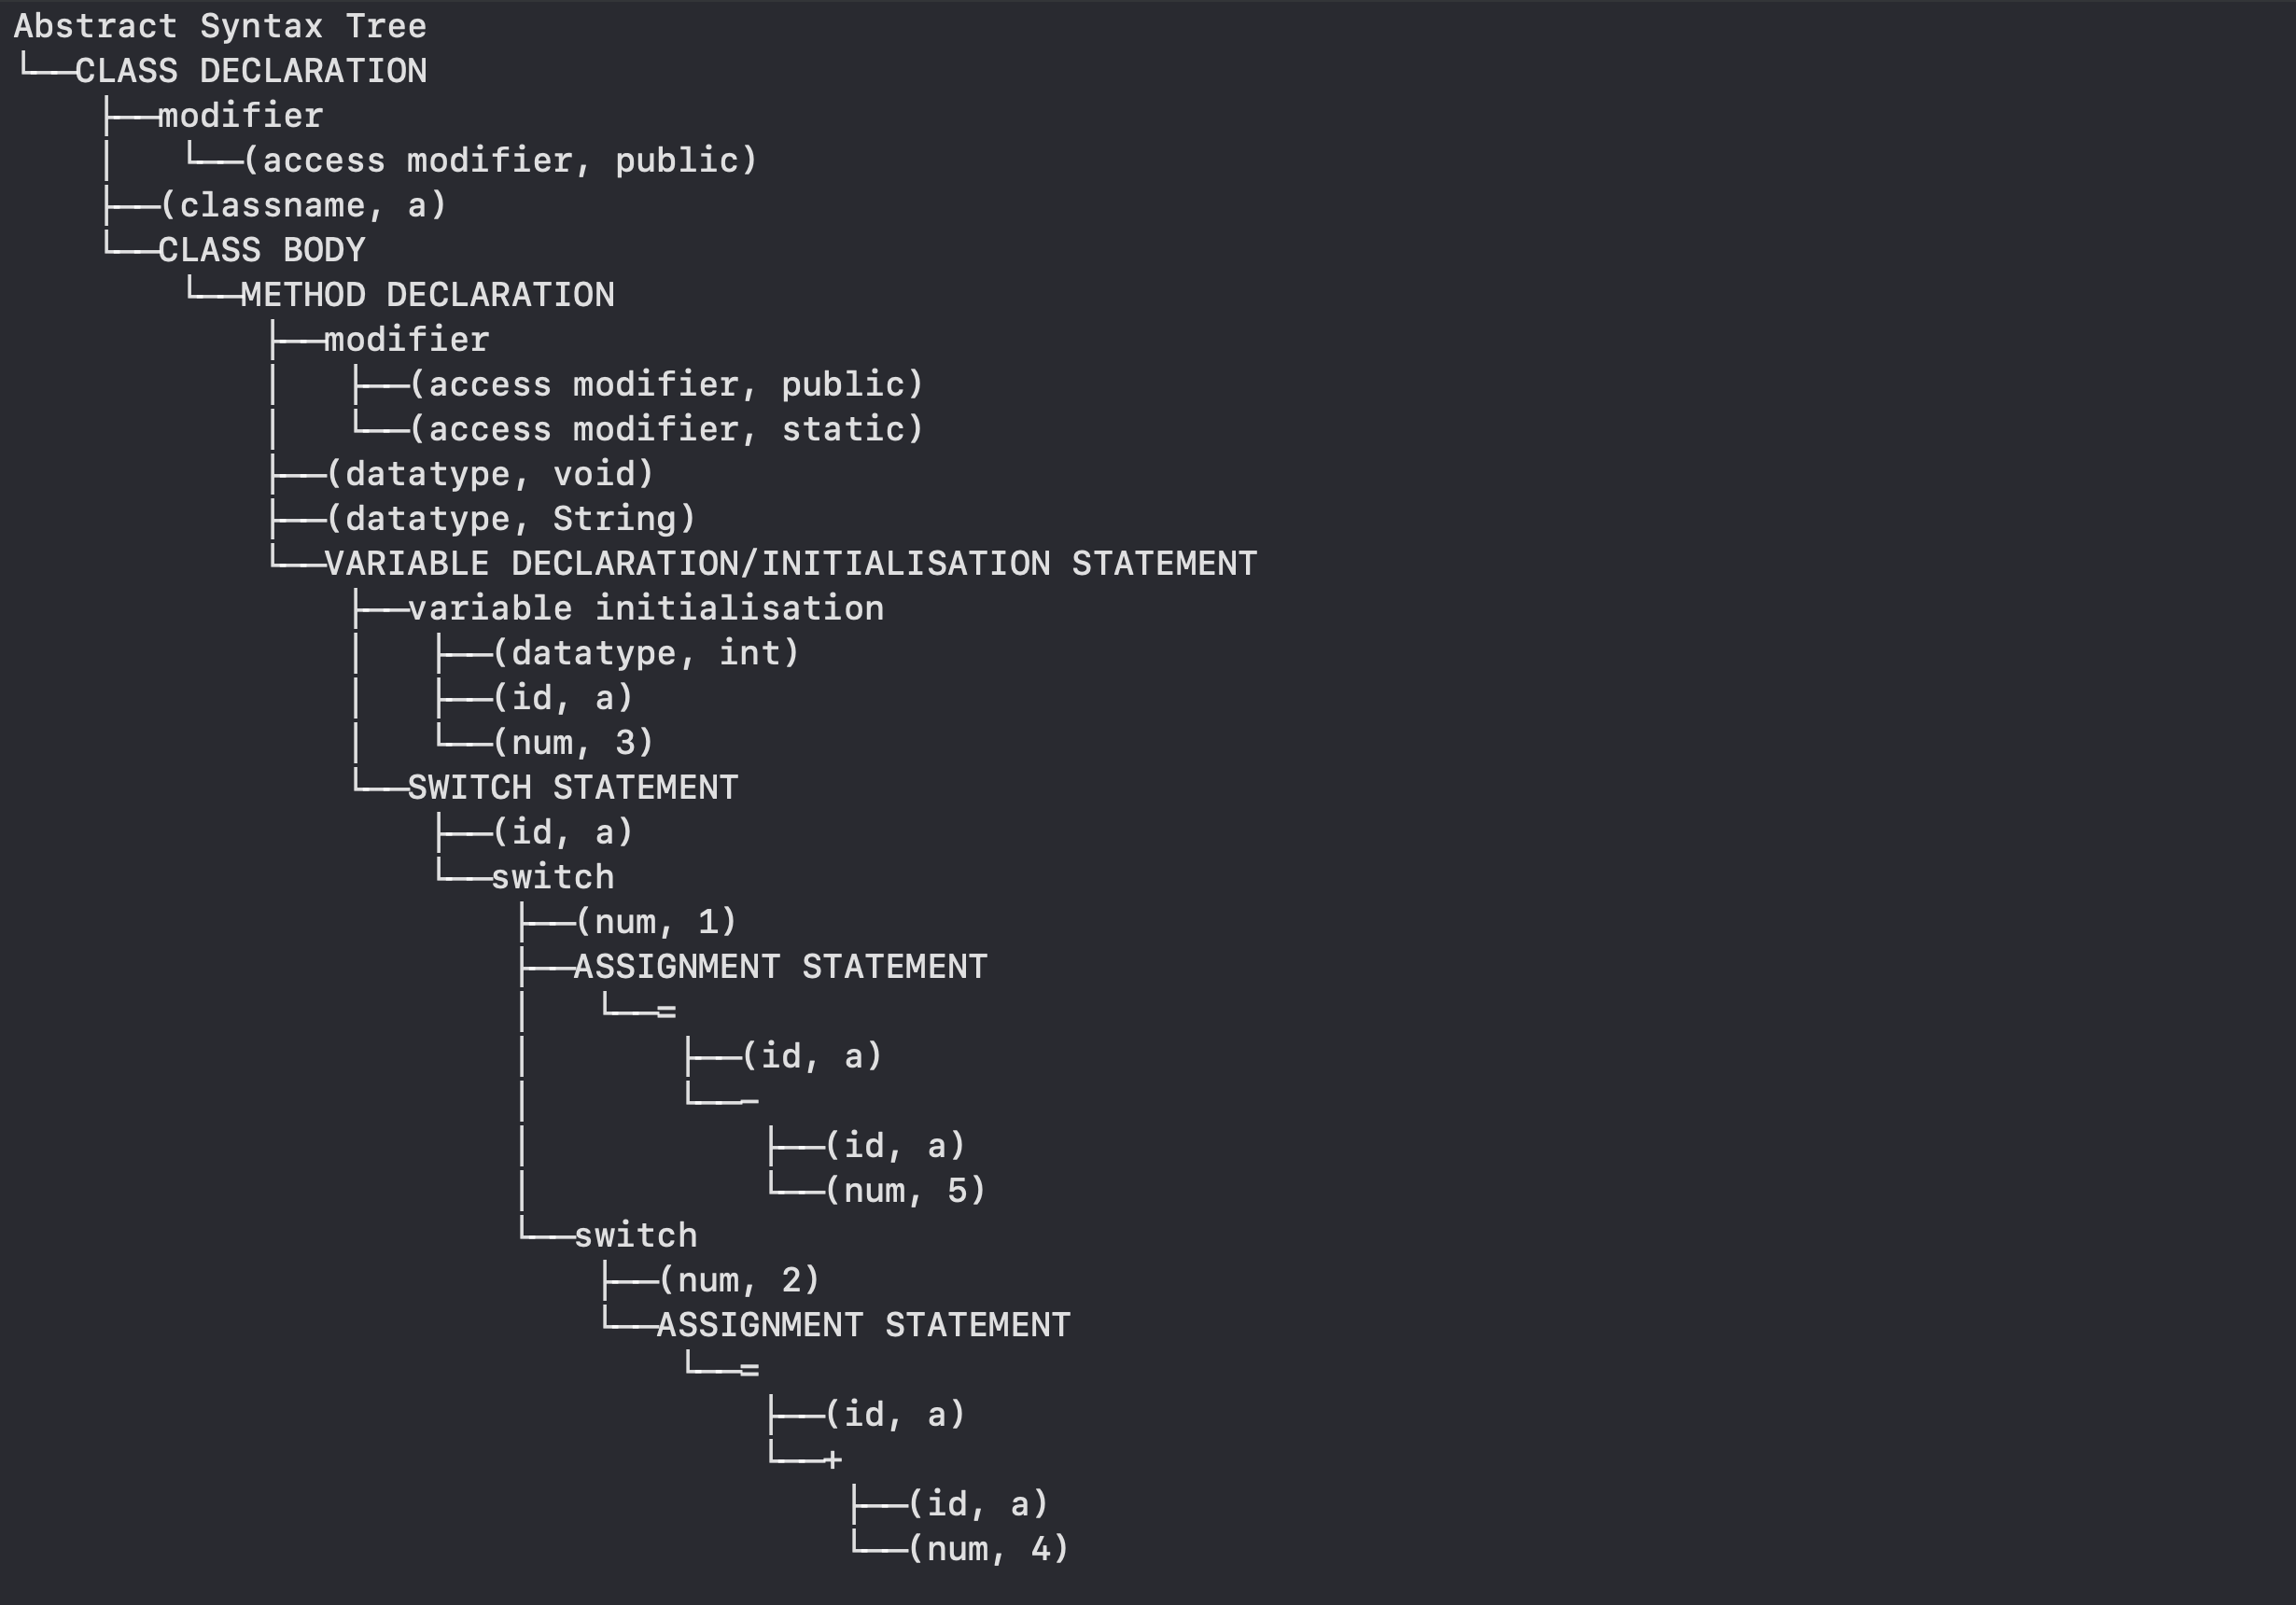 Abstract Syntax Tree
└──CLASS DECLARATION
    ├──modifier
    │   └──(access modifier, public)
    ├──(classname, a)
    └──CLASS BODY
        └──METHOD DECLARATION
            ├──modifier
            │   ├──(access modifier, public)
            │   └──(access modifier, static)
            ├──(datatype, void)
            ├──(datatype, String)
            └──VARIABLE DECLARATION/INITIALISATION STATEMENT
                ├──variable initialisation
                │   ├──(datatype, int)
                │   ├──(id, a)
                │   └──(num, 3)
                └──SWITCH STATEMENT
                    ├──(id, a)
                    └──switch
                        ├──(num, 1)
                        ├──ASSIGNMENT STATEMENT
                        │   └──=
                        │       ├──(id, a)
                        │       └──-
                        │           ├──(id, a)
                        │           └──(num, 5)
                        └──switch
                            ├──(num, 2)
                            └──ASSIGNMENT STATEMENT
                                └──=
                                    ├──(id, a)
                                    └──+
                                        ├──(id, a)
                                        └──(num, 4)